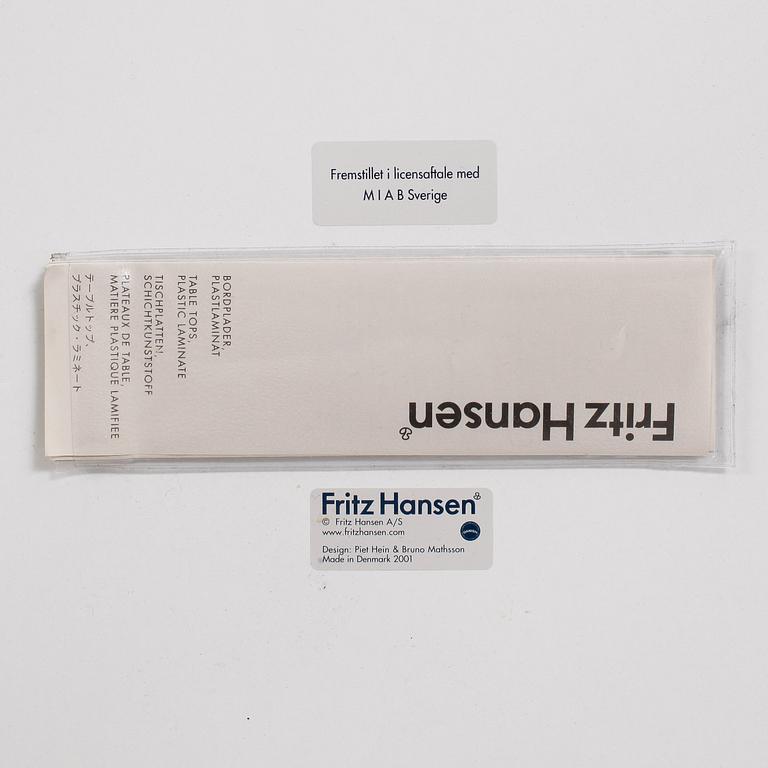 Fremstillet i licensaftale med
M I A B Sverige
Fritz Hansen
BORDPLADER,
PLASTLAMINAT
TABLE TOPS,
PLASTIC LAMINATE
TISCHPLATTEN,
SCHICHTKUNSTSTOFF
PLATEAUX DE TABLE,
MATIERE PLASTIQUE LAMIFIEE
テーブルトップ、
プラスチック・ラミネート
Fritz Hansen
© Fritz Hansen A/S
www.fritzhansen.com
Design: Piet Hein & Bruno Mathsson
Made in Denmark 2001